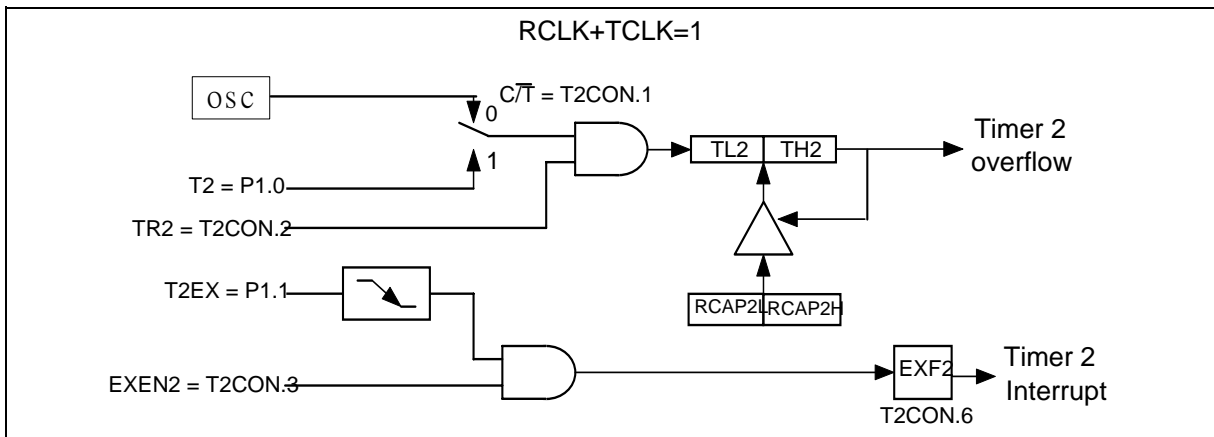 RCLK+TCLK=1
OSC
C/T̅ = T2CON.1
0
1
T2 = P1.0
TR2 = T2CON.2
TL2
TH2
Timer 2
overflow
T2EX = P1.1
RCAP2L
RCAP2H
EXEN2 = T2CON.3
EXF2
T2CON.6
Timer 2
Interrupt